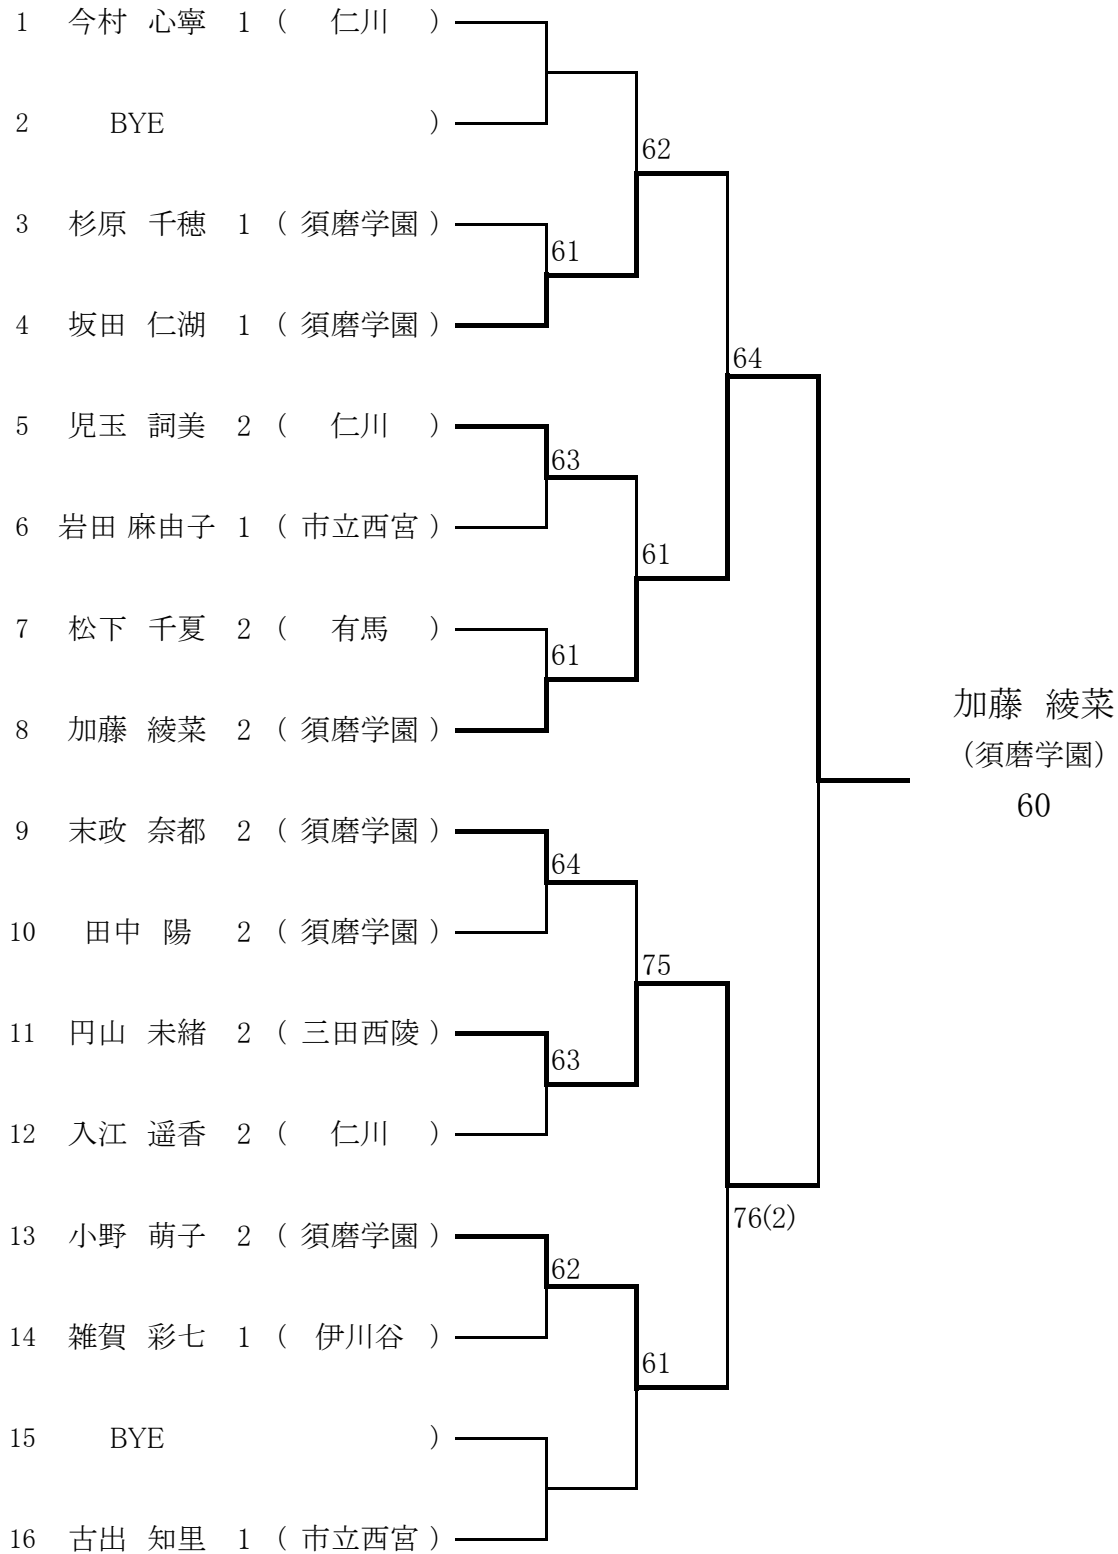 1 今村 心寧 1 ( 仁川 )
2 BYE )
62
3 杉原 千穂 1 ( 須磨学園 )
61
4 坂田 仁湖 1 ( 須磨学園 )
64
5 児玉 詞美 2 ( 仁川 )
63
6 岩田 麻由子 1 ( 市立西宮 )
61
7 松下 千夏 2 ( 有馬 )
61
8 加藤 綾菜 2 ( 須磨学園 )
加藤 綾菜
(須磨学園)
60
9 末政 奈都 2 ( 須磨学園 )
64
10 田中 陽 2 ( 須磨学園 )
75
11 円山 未緒 2 ( 三田西陵 )
63
12 入江 遥香 2 ( 仁川 )
76(2)
13 小野 萌子 2 ( 須磨学園 )
62
14 雑賀 彩七 1 ( 伊川谷 )
61
15 BYE )
16 古出 知里 1 ( 市立西宮 )